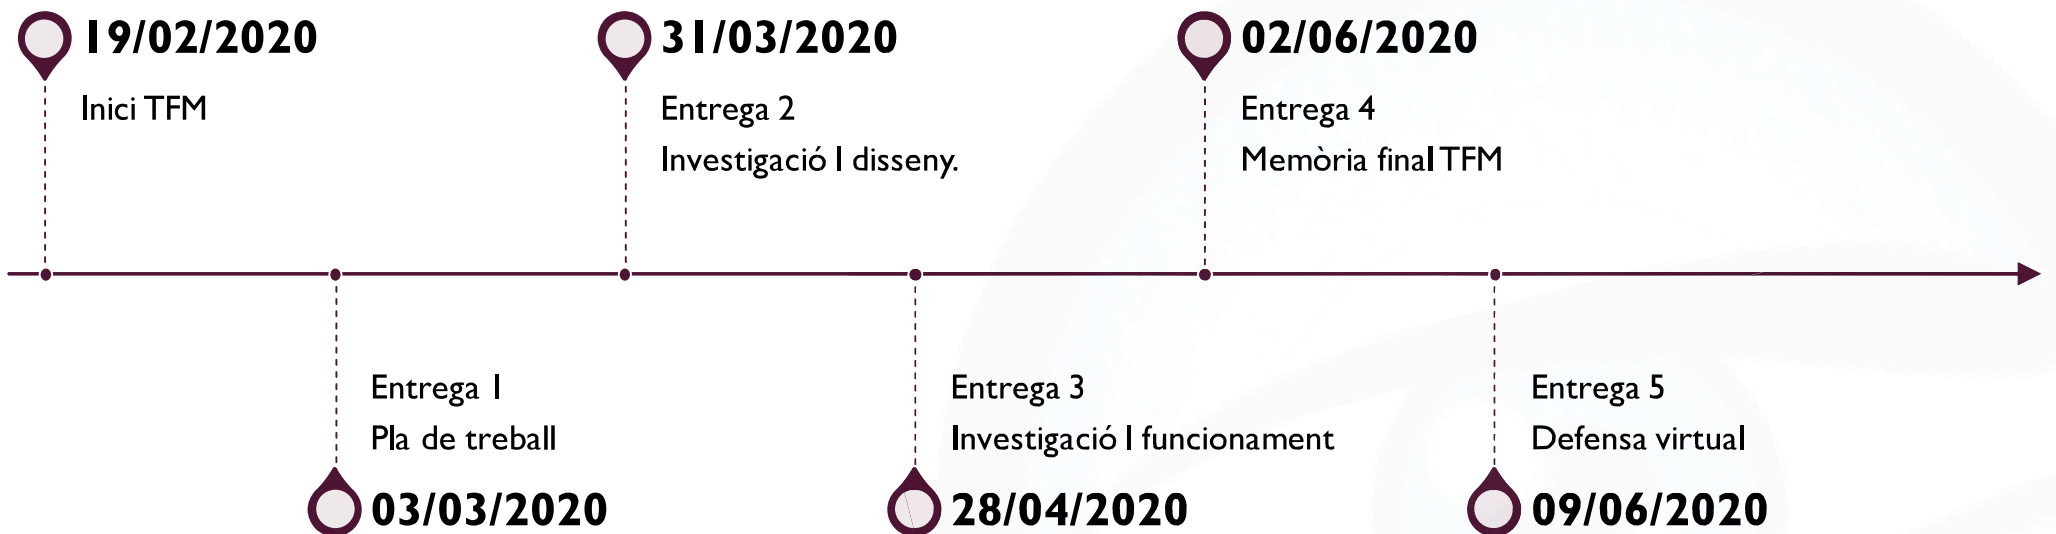 19/02/2020
Inici TFM
31/03/2020
Entrega 2
Investigació I disseny.
02/06/2020
Entrega 4
Memòria final TFM
Entrega 1
Pla de treball
03/03/2020
Entrega 3
Investigació I funcionament
28/04/2020
Entrega 5
Defensa virtual
09/06/2020